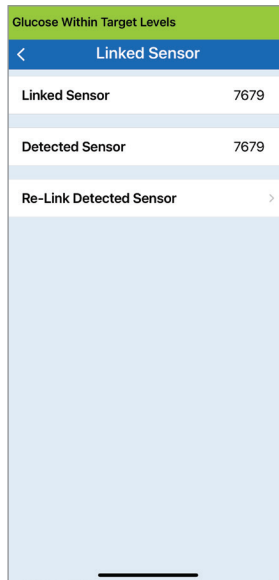 Glucose Within Target Levels
Linked Sensor
Linked Sensor 7679
Detected Sensor 7679
Re-Link Detected Sensor